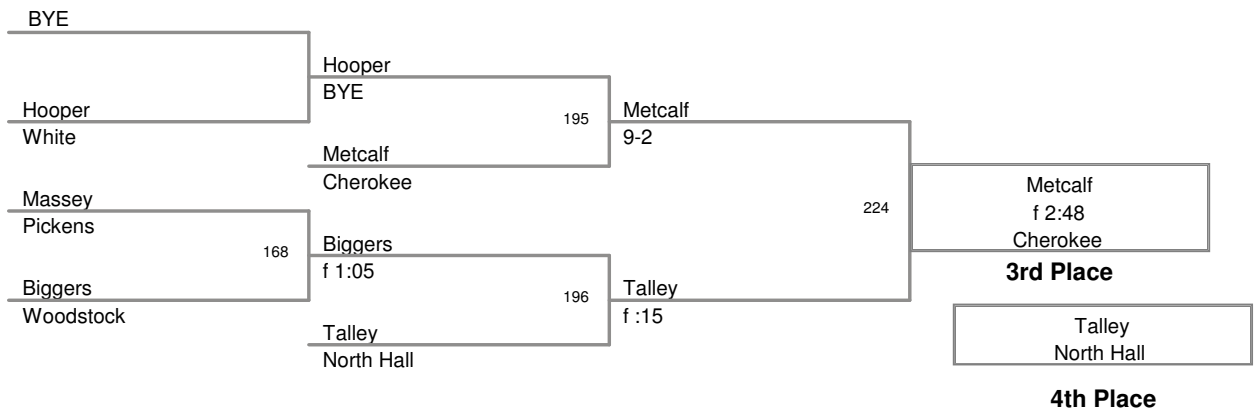 BYE
Hooper
BYE
Hooper
White
195
Metcalf
9-2
Metcalf
Cherokee
Massey
Pickens
224
Metcalf
f 2:48
Cherokee
3rd Place
168
Biggers
f 1:05
Biggers
Woodstock
196
Talley
f :15
Talley
North Hall
Talley
North Hall
4th Place